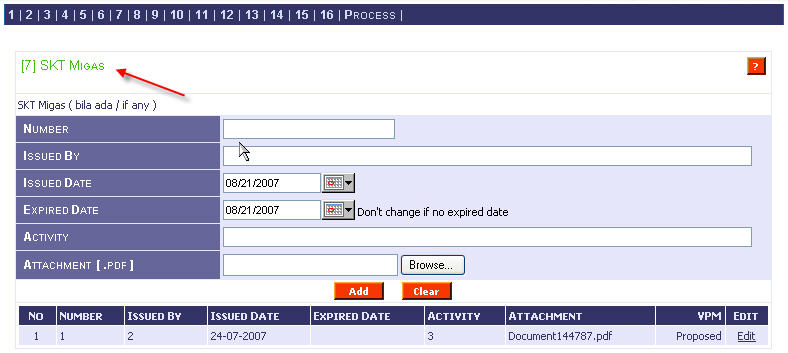 1 | 2 | 3 | 4 | 5 | 6 | 7 | 8 | 9 | 10 | 11 | 12 | 13 | 14 | 15 | 16 | Process |
[7] SKT Migas
?
SKT Migas ( bila ada / if any )
Number
Issued By
Issued Date 08/21/2007
Expired Date 08/21/2007 Don't change if no expired date
Activity
Attachment [ .pdf ] Browse...
Add Clear
No Number Issued By Issued Date Expired Date Activity Attachment VPM Edit
1 1 2 24-07-2007 3 Document144787.pdf Proposed Edit